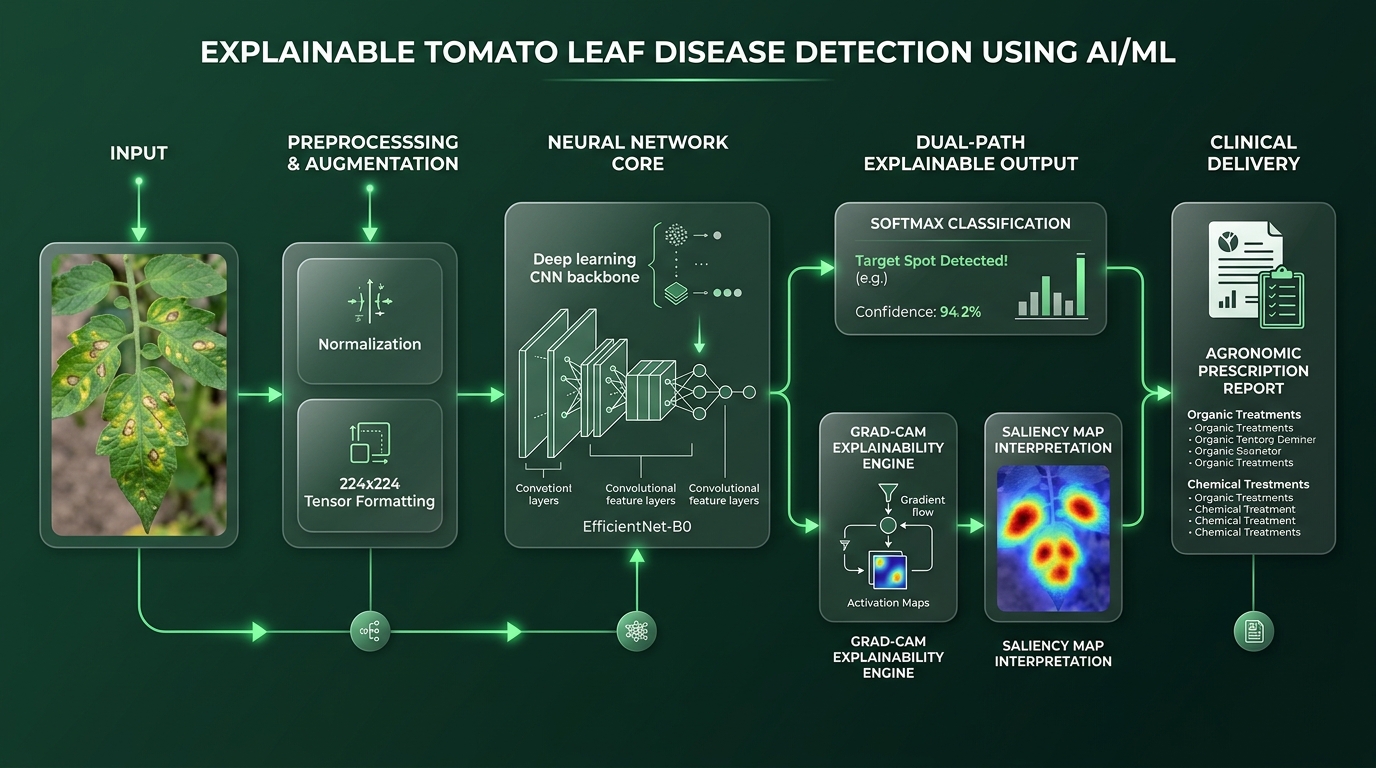 EXPLAINABLE TOMATO LEAF DISEASE DETECTION USING AI/ML
INPUT
PREPROCESSSING
& AUGMENTATION
Normalization
224x224
Tensor Formatting
NEURAL NETWORK
CORE
Deep learning
CNN backbone
...
Convetiont
layers
Convolutional
feature layers
Convolutional
feature layers
EfficientNet-B0
DUAL-PATH
EXPLAINABLE OUTPUT
SOFTMAX CLASSIFICATION
Target Spot Detected!
(e.g.)
Confidence: 94.2%
GRAD-CAM
EXPLAINABILITY
ENGINE
Gradient
flow
Activation Maps
GRAD-CAM
EXPLAINABILITY
ENGINE
SALIENCY MAP
INTERPRETATION
SALIENCY MAP
INTERPRETATION
CLINICAL
DELIVERY
AGRONOMIC
PRESCRIPTION
REPORT
Organic Treatments
• Organic Treatments
• Organic Tentorg Demner
• Organic Ssanetor
• Organic Treatments
Chemical Trestments
• Organic Treatments
• Chemical Treatment
• Chemical Treatment
• Chemical Treatments